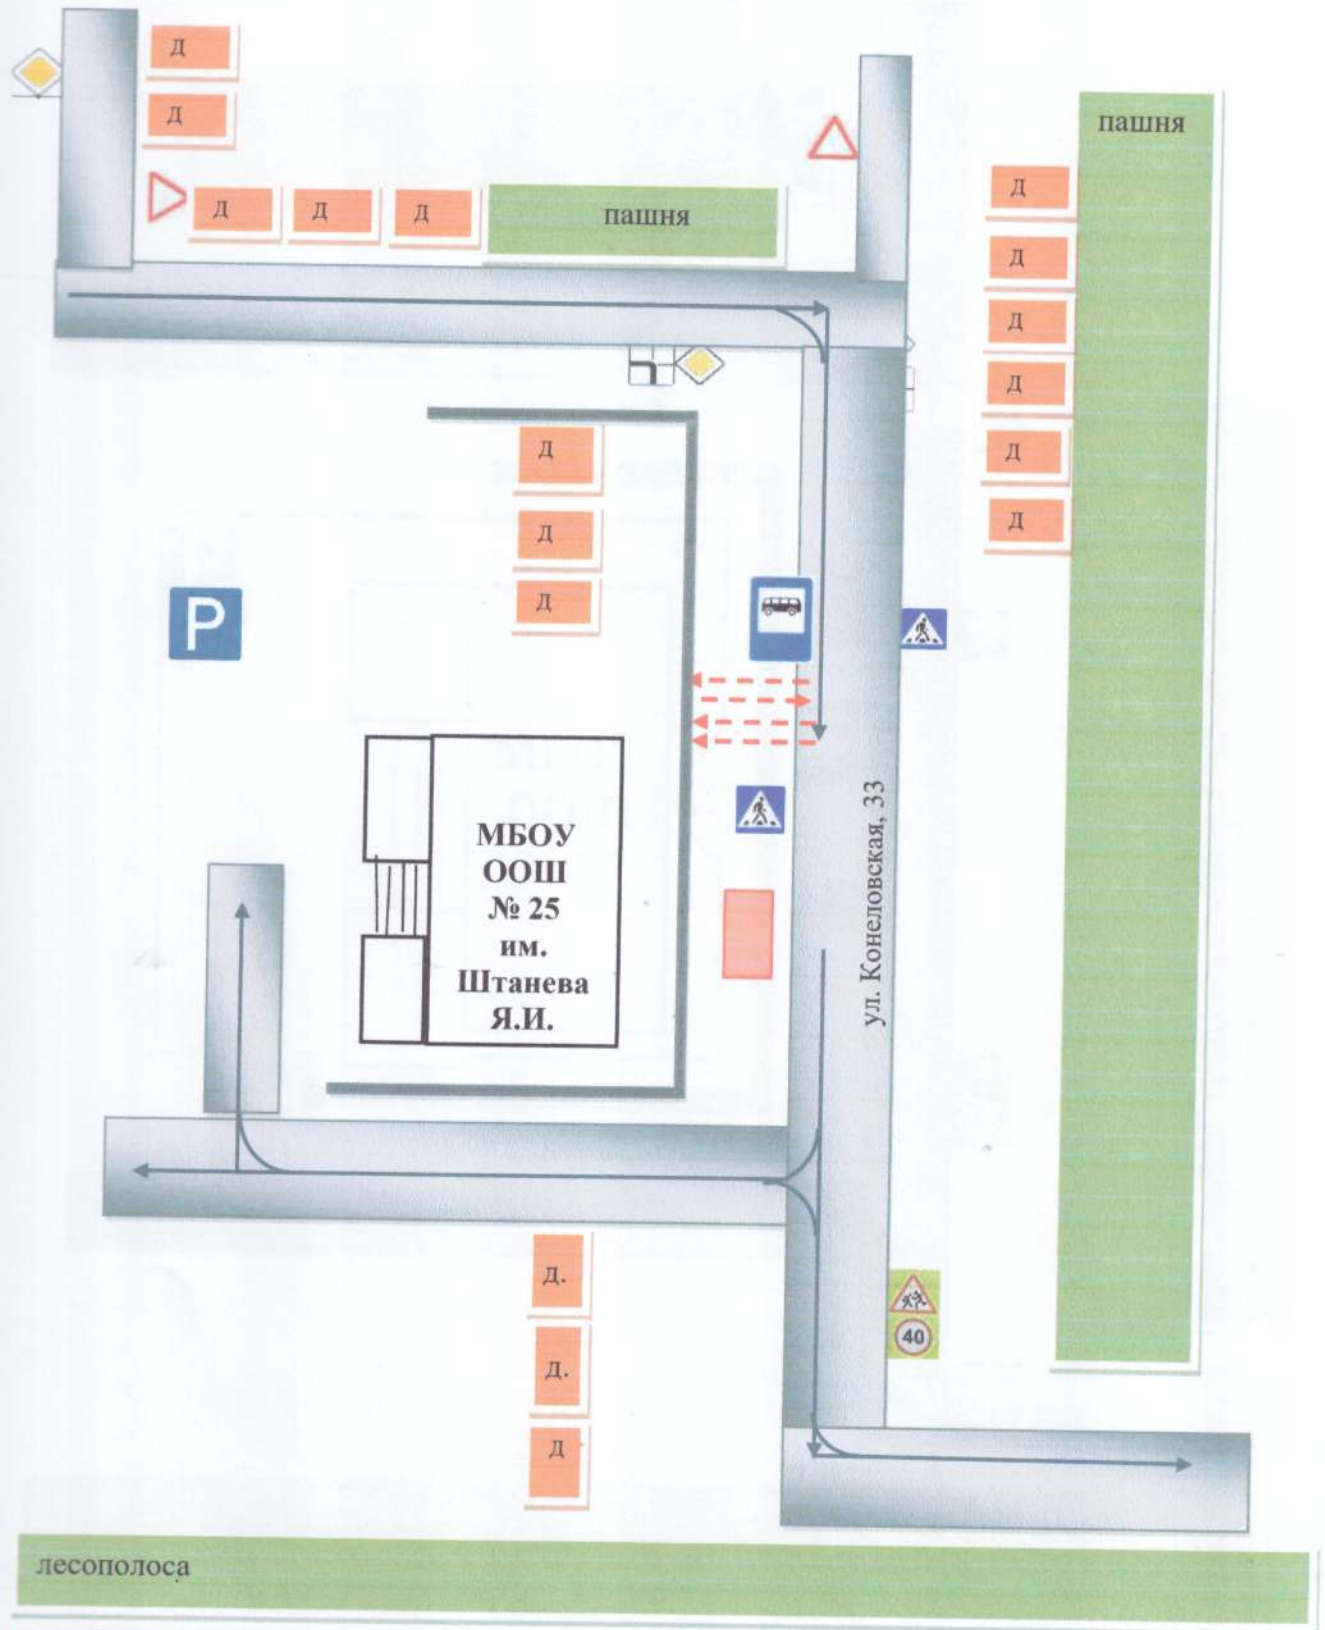 Д
Д
пашня
Д
Д
Д
Д
пашня
Д
Д
Д
Д
Д
Д
Д
Д
P
МБОУ
ООШ
№ 25
им.
Штанева
Я.И.
ул. Конеловская, 33
Д.
40
Д.
Д
лесополоса